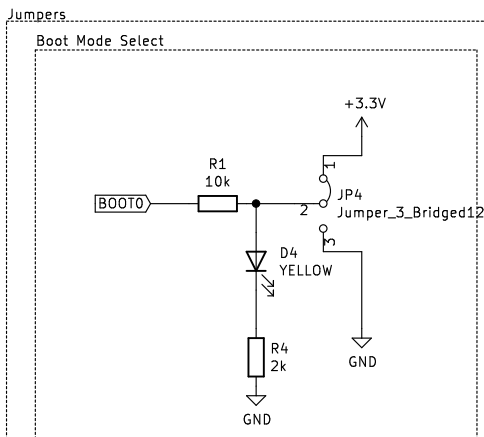 Jumpers
Boot Mode Select
+3.3V
1
R1
10k
JP4
BOOT0
2
Jumper_3_Bridged12
3
D4
YELLOW
R4
2k
GND
GND